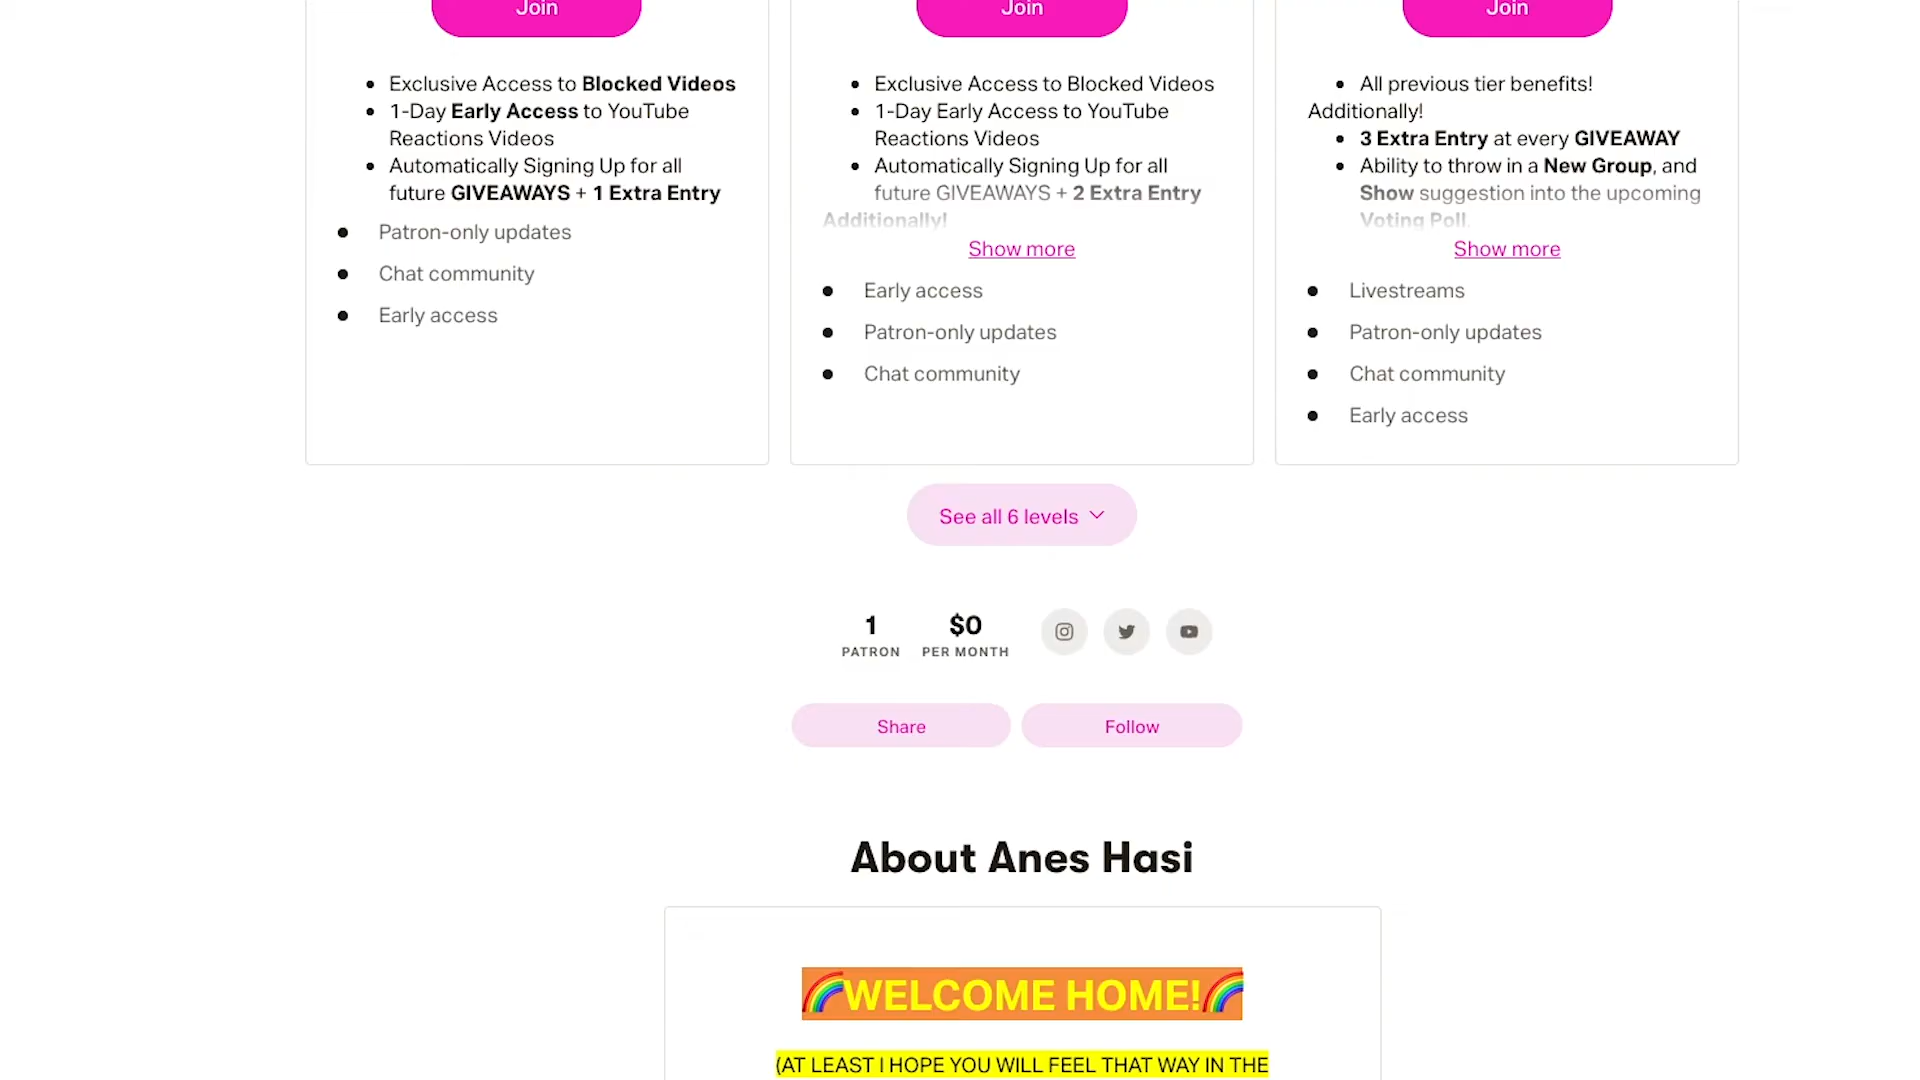 Join
Exclusive Access to Blocked Videos
1-Day Early Access to YouTube
Reactions Videos
Automatically Signing Up for all
future GIVEAWAYS + 1 Extra Entry
Patron-only updates
Chat community
Early access
Join
Exclusive Access to Blocked Videos
1-Day Early Access to YouTube
Reactions Videos
Automatically Signing Up for all
future GIVEAWAYS + 2 Extra Entry
Additionally!
Show more
Early access
Patron-only updates
Chat community
Join
All previous tier benefits!
Additionally!
3 Extra Entry at every GIVEAWAY
Ability to throw in a New Group, and
Show suggestion into the upcoming
Voting Poll.
Show more
Livestreams
Patron-only updates
Chat community
Early access
See all 6 levels
1 $0
PATRON PER MONTH
Share Follow
About Anes Hasi
🌈WELCOME HOME!🌈
(AT LEAST I HOPE YOU WILL FEEL THAT WAY IN THE